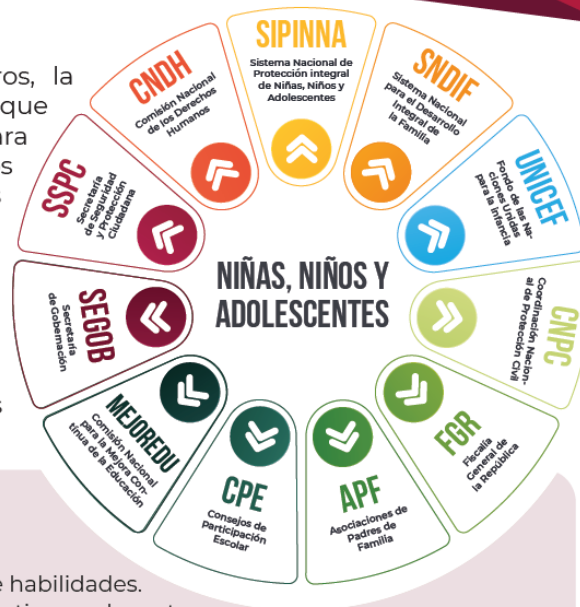 ros, la
que
ara
s
s
s
SIPINNA
Sistema Nacional de
Protección integral
de Niñas, Niños y
Adolescentes
SNDIF
Sistema Nacional
para el Desarrollo
Integral de
la Familia
UNICEF
Fondo de las Na-
ciones Unidas
para la infancia
CNPC
Coordinación Nacion-
al de Protección Civil
FGR
Fiscalía
General de
la República
APF
Asociaciones de
Padres de
Familia
CPE
Consejos de
Participación
Escolar
MEJOREDU
Comisión Nacional
para la Mejora Con-
tinua de la Educación
SEGOB
Secretaría
de Gobernación
SSPC
Secretaría
de Seguridad
y Protección
Ciudadana
CNDH
Comisión Nacional
de los Derechos
Humanos
NIÑAS, NIÑOS Y
ADOLESCENTES
e habilidades.